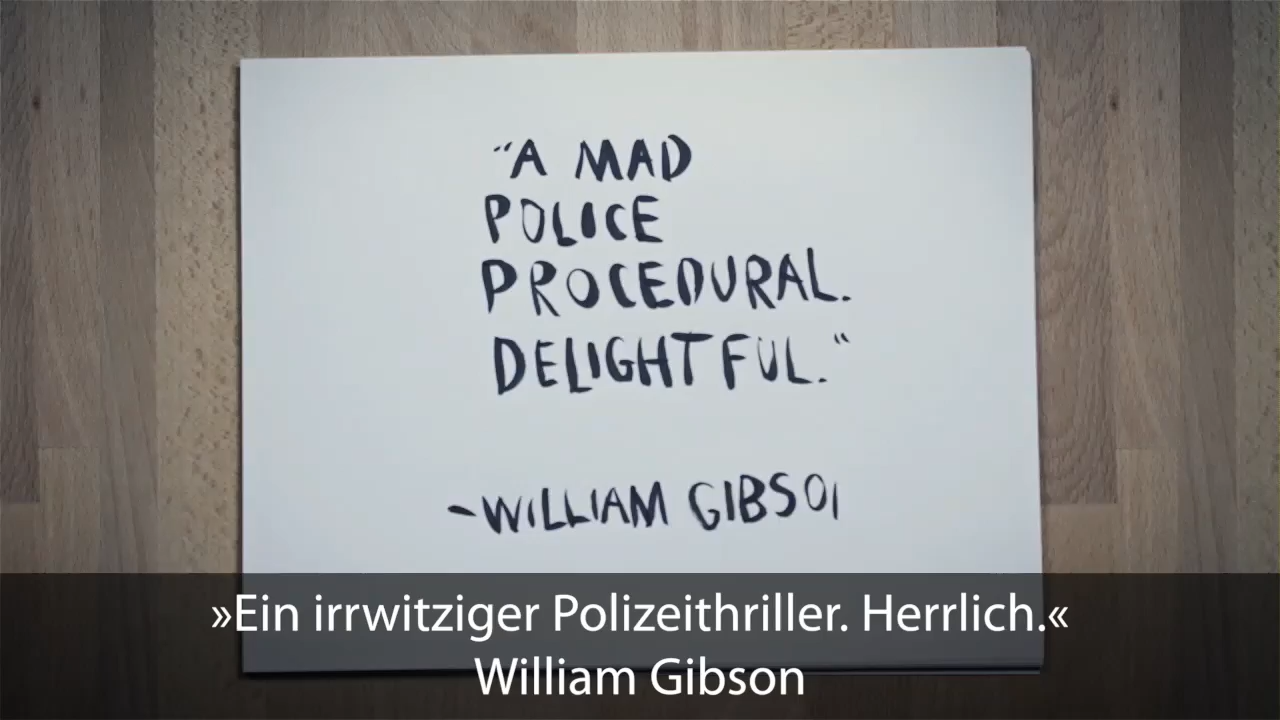 "A MAD
POLICE
PROCEDURAL.
DELIGHTFUL."
-WILLIAM GIBSOI
»Ein irrwitziger Polizeithriller. Herrlich.«
William Gibson